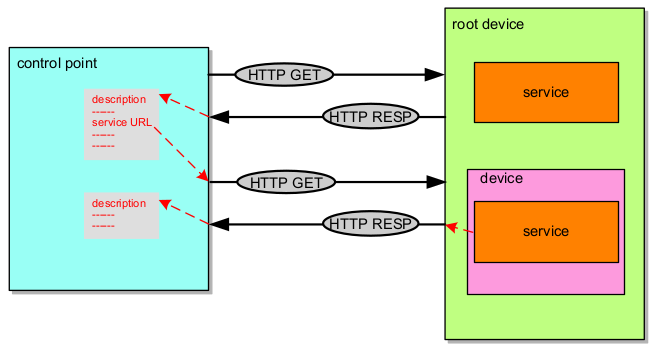 root device
control point
HTTP GET
description
------
service URL
------
------
HTTP RESP
service
HTTP GET
device
description
------
------
HTTP RESP
service